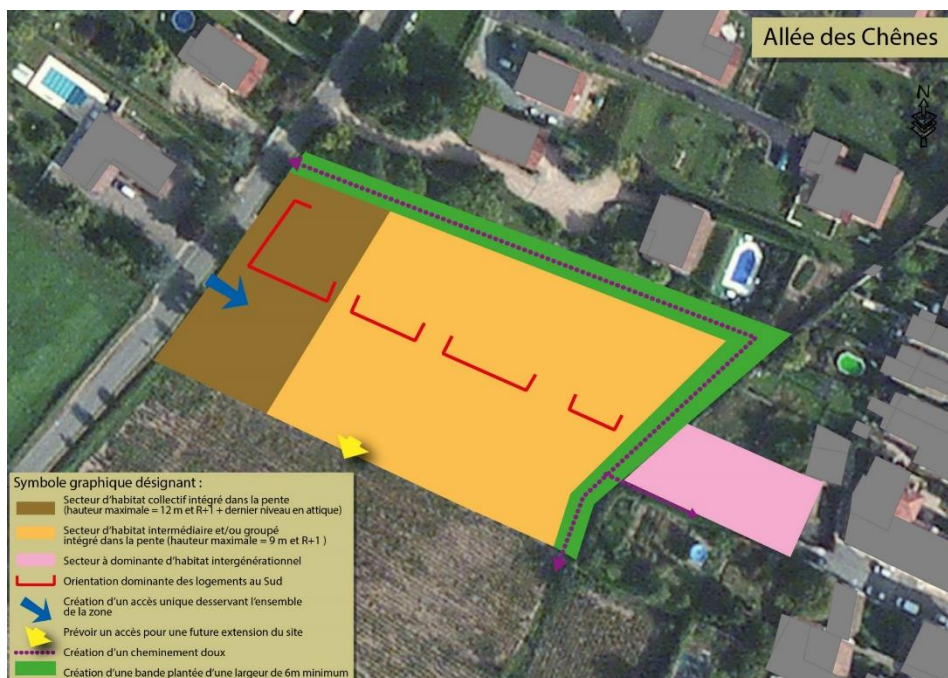 Allée des Chênes
N
Symbole graphique désignant :
Secteur d'habitat collectif intégré dans la pente
(hauteur maximale = 12 m et R+1 + dernier niveau en attique)
Secteur d'habitat intermédiaire et/ou groupé
intégré dans la pente (hauteur maximale = 9 m et R+1 )
Secteur à dominante d'habitat intergénérationnel
Orientation dominante des logements au Sud
Création d'un accès unique desservant l'ensemble
de la zone
Prévoir un accès pour une future extension du site
Création d'un cheminement doux
Création d'une bande plantée d'une largeur de 6m minimum